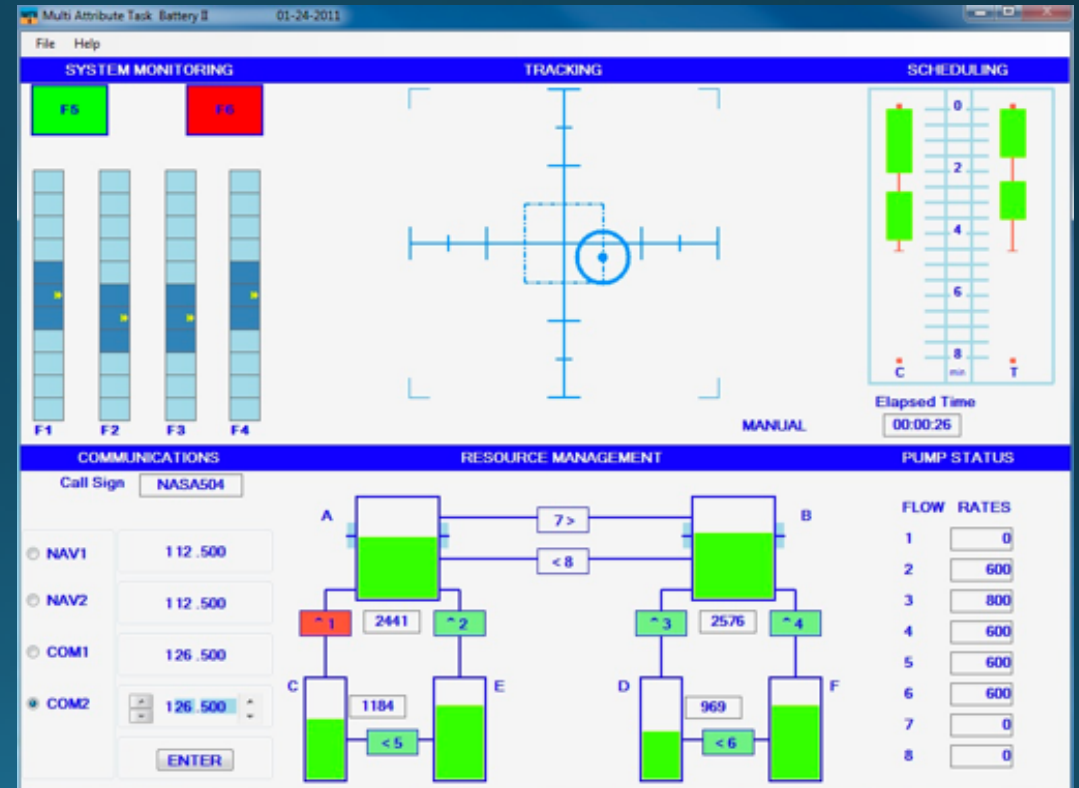 Multi Attribute Task Battery II 01-24-2011
File Help
SYSTEM MONITORING
F5
F6
F1 F2 F3 F4
TRACKING
MANUAL
SCHEDULING
0
2
4
6
8
C min T
Elapsed Time
00:00:26
COMMUNICATIONS
Call Sign NASA504
NAV1 112.500
NAV2 112.500
COM1 126.500
COM2 126.500
ENTER
RESOURCE MANAGEMENT
A B
7 >
< 8
^ 1 2441 ^ 2 ^ 3 2576 ^ 4
C E D F
1184 969
< 5 < 6
PUMP STATUS
FLOW RATES
1 0
2 600
3 800
4 600
5 600
6 600
7 0
8 0